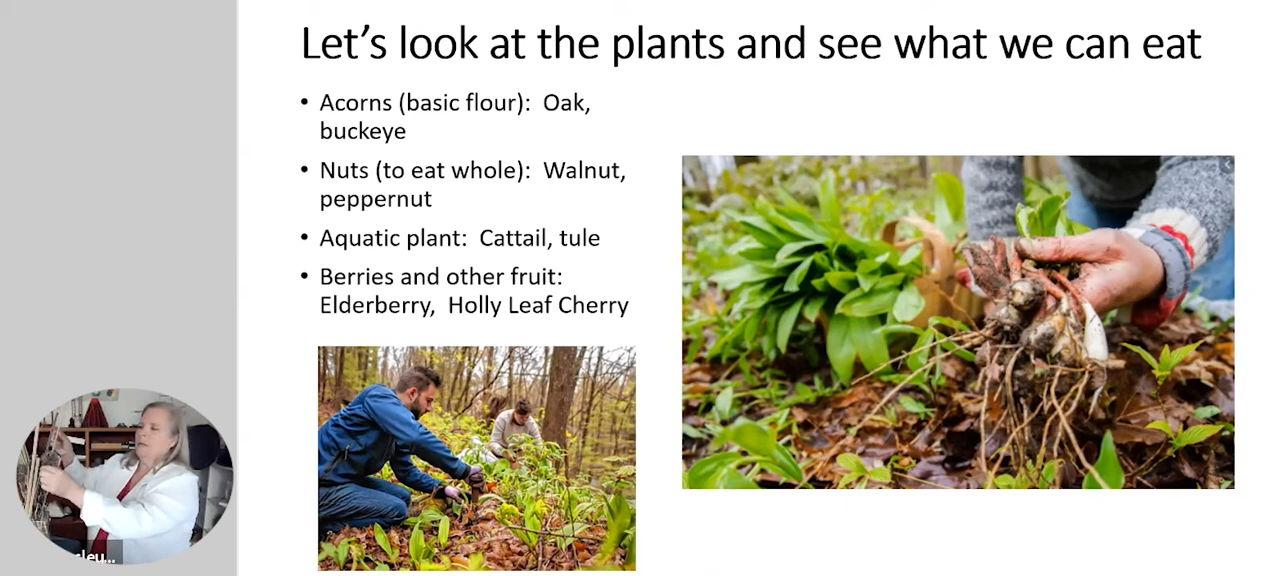 Let's look at the plants and see what we can eat
• Acorns (basic flour):  Oak,
buckeye
• Nuts (to eat whole):  Walnut,
peppernut
• Aquatic plant:  Cattail, tule
• Berries and other fruit:
Elderberry,  Holly Leaf Cherry